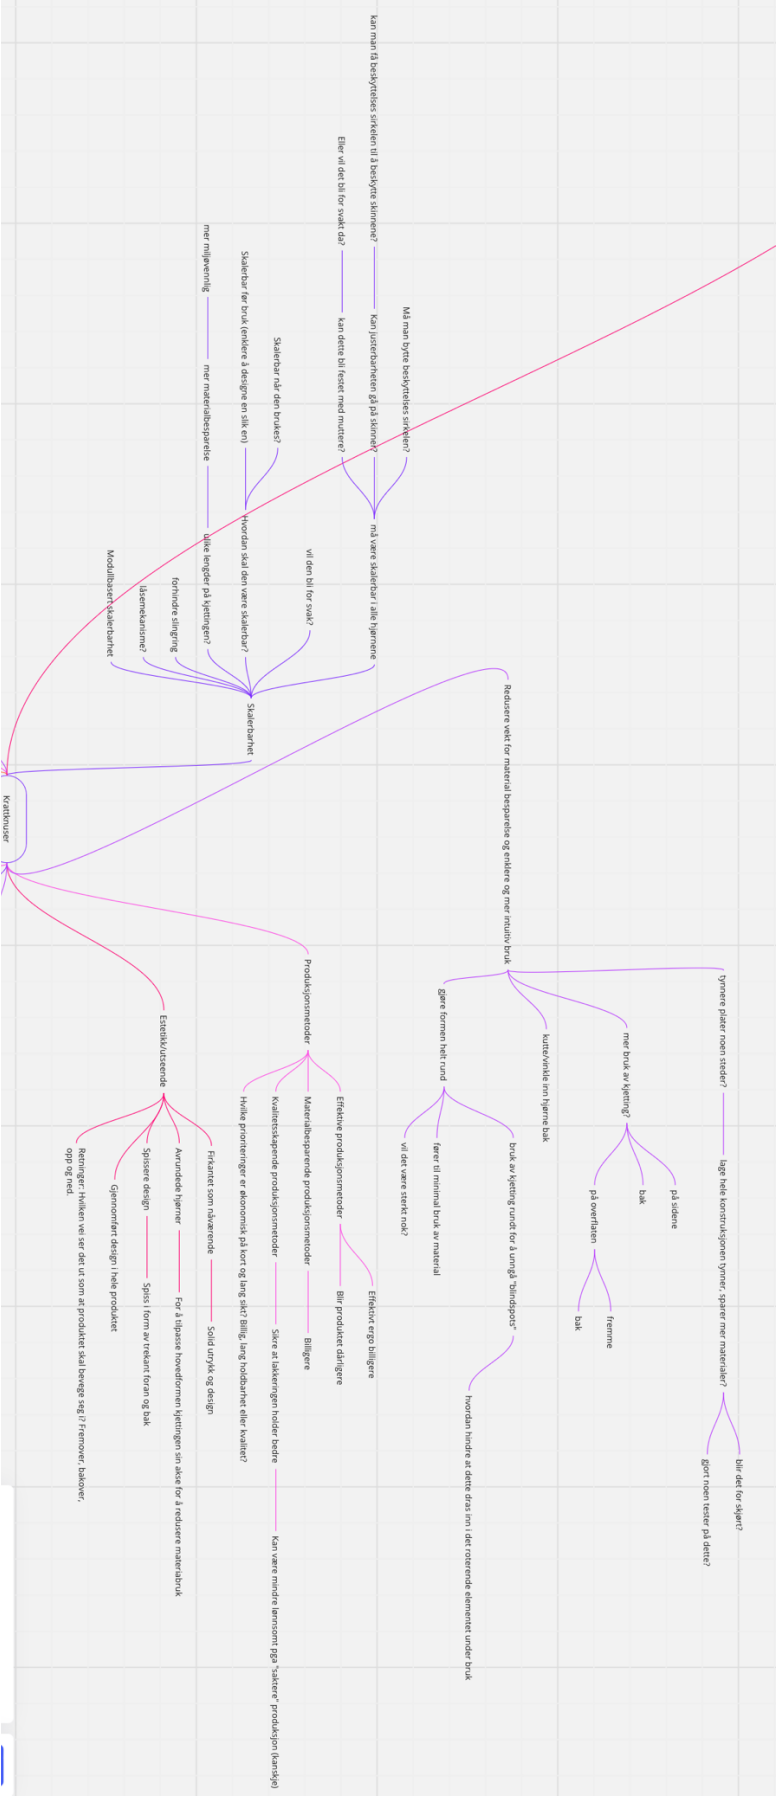 kan man få beskyttelses sirkelen til å beskytte skinnene?
Kan justerbarheten gå på skinner?
Eller vil det bli for svakt da?
kan dette bli festet med muttere?
Må man bytte beskyttelses sirkelen?
må være skalerbar i alle hjørnene
vil den bli for svak?
Skalerbar når den brukes?
Skalerbar før bruk (enklere å designe en slik en)
Hvordan skal den være skalerbar?
mer miljøvennlig
mer materialbesparelse
ulike lengder på kjettingen?
forhindre slingring
låsemekanisme?
Modullbasert skalerbarhet
Skalerbarhet
Krattknuser
Redusere vekt for material besparelse og enklere og mer intuitiv bruk
tynnere plater noen steder?
lage hele konstruksjonen tynner, sparer mer materialer?
blir det for skjørt?
gjort noen tester på dette?
mer bruk av kjetting?
på sidene
bak
på overflaten
fremme
bak
kutte/vinkle inn hjørne bak
gjøre formen helt rund
bruk av kjetting rundt for å unngå "blindspots"
hvordan hindre at dette dras inn i det roterende elementet under bruk
fører til minimal bruk av material
vil det være sterkt nok?
Produksjonsmetoder
Effektive produksjonsmetoder
Effektivt ergo billigere
Blir produktet dårligere
Materialbesparende produksjonsmetoder
Billigere
Kvalitetsskapende produksjonsmetoder
Sikre at lakkeringen holder bedre
Kan være mindre lønnsomt pga "saktere" produksjon (kanskje)
Hvilke prioriteringer er økonomisk på kort og lang sikt? Billig, lang holdbarhet eller kvalitet?
Estetikk/utseende
Firkantet som nåværende
Solid utrykk og design
Avrundede hjørner
For å tilpasse hovedformen kjettingen sin akse for å redusere materiabruk
Spissere design
Spiss i form av trekant foran og bak
Gjennomført design i hele produktet
Retninger: Hvilken vei ser det ut som at produktet skal bevege seg i? Fremover, bakover,
opp og ned.